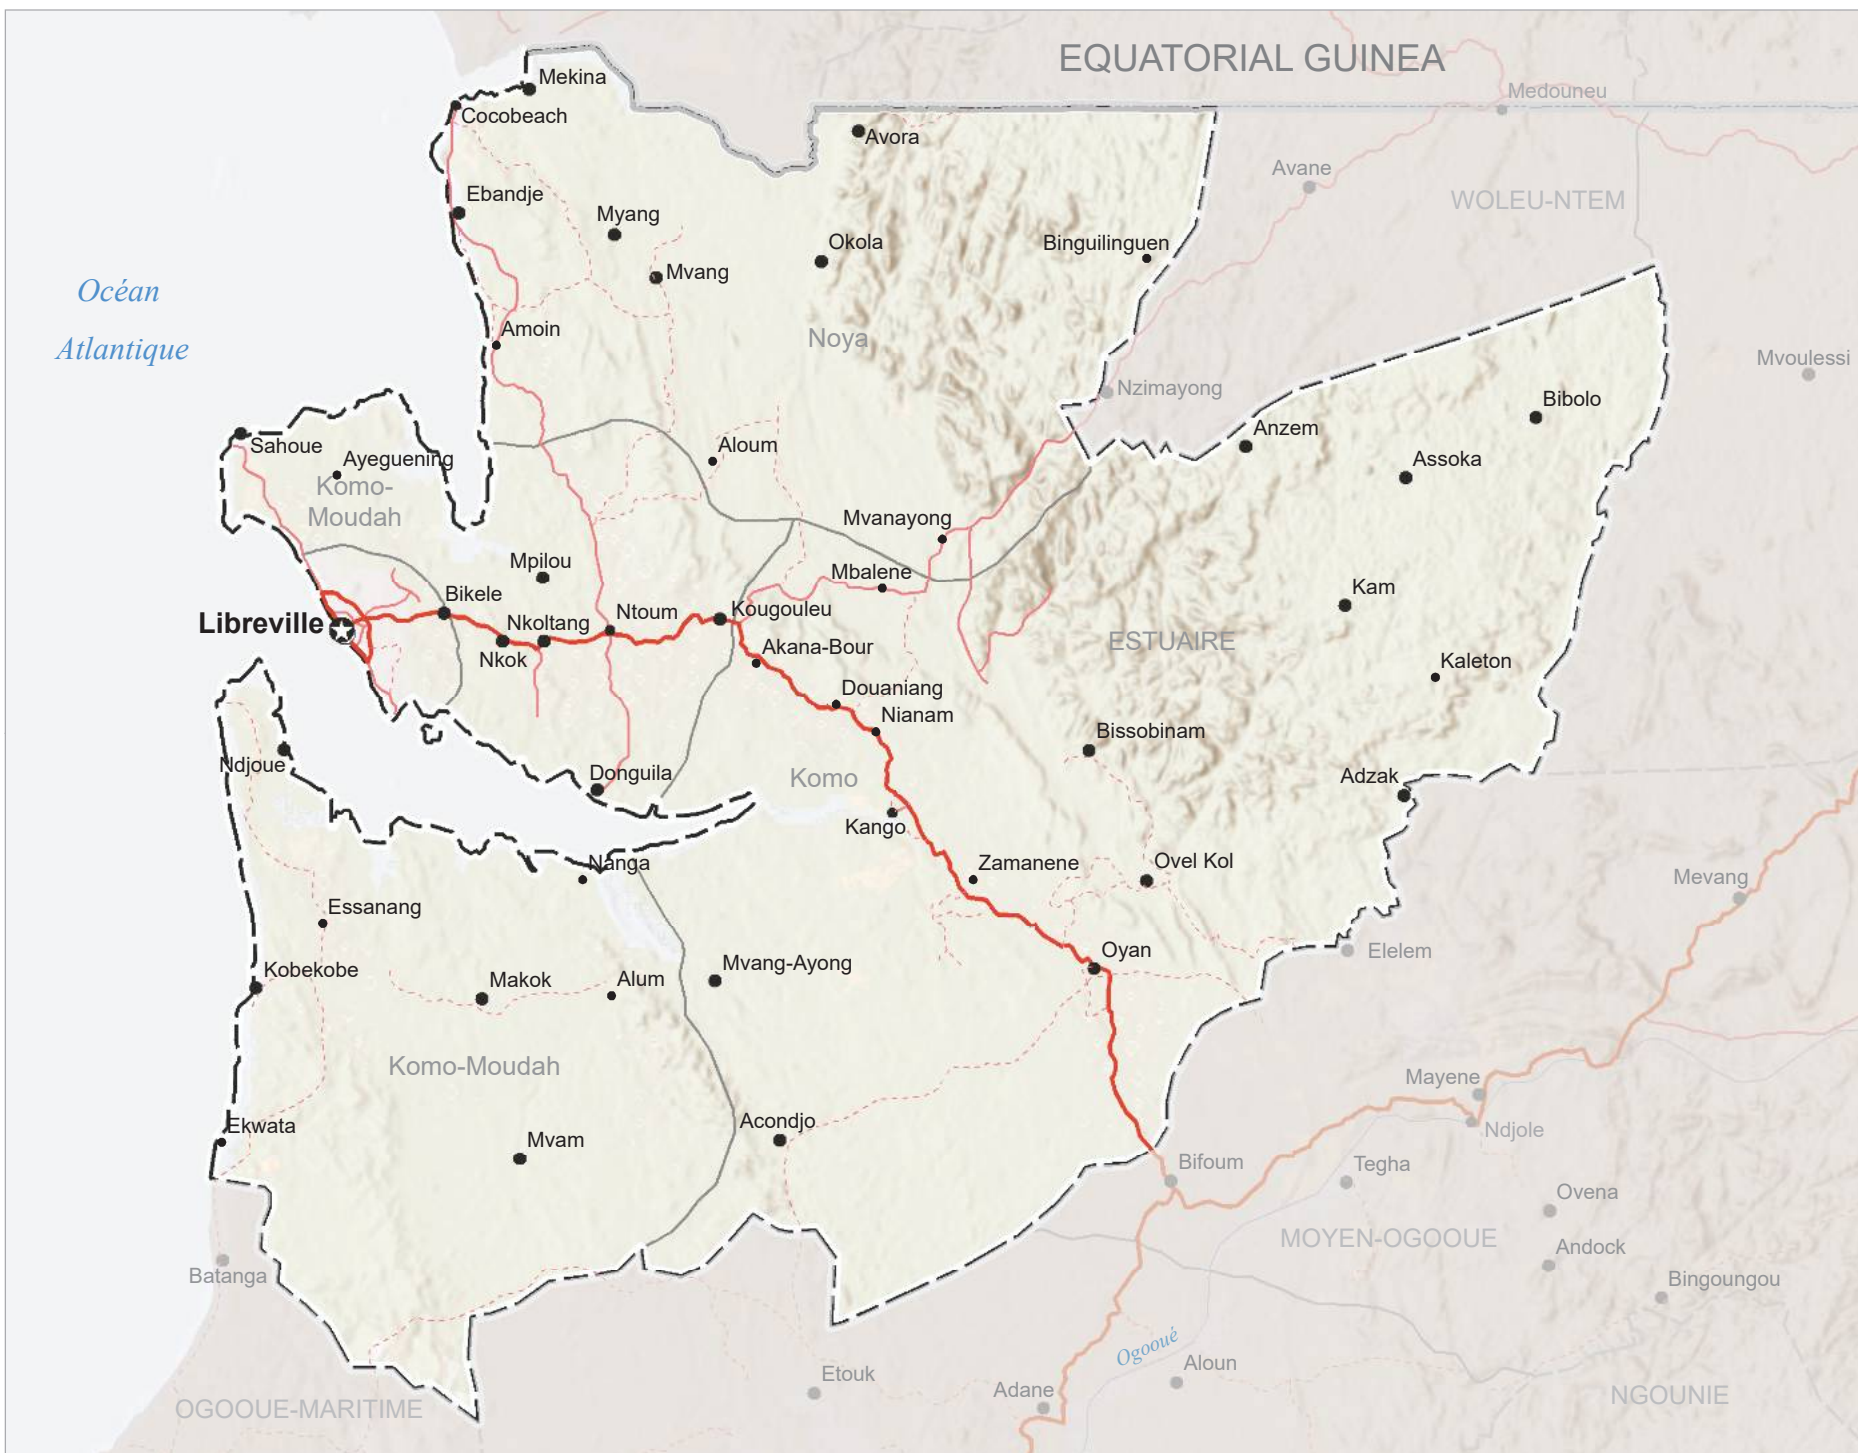 EQUATORIAL GUINEA
Mekina
Medouneu
Cocobeach
Avora
Avane
Ebandje
WOLEU-NTEM
Myang
Okola
Binguilinguen
Mvang
Océan
Amoin
Noya
Atlantique
Mvoulessi
Nzimayong
Bibolo
Anzem
Sahoue
Aloum
Ayeguening
Assoka
Komo-
Moudah
Mvanayong
Mpilou
Mbalene
Kam
Bikele
Libreville
Nkoltang
Ntoum
Kougouleu
ESTUAIRE
Akana-Bour
Nkok
Kaleton
Douaniang
Nianam
Bissobinam
Ndjoue
Donguila
Komo
Adzak
Kango
Nanga
Zamanene
Ovel Kol
Mevang
Essanang
Oyan
Elelem
Kobekobe
Makok
Alum
Mvang-Ayong
Komo-Moudah
Mayene
Ekwata
Acondjo
Ndjole
Mvam
Bifoum
Tegha
Ovena
MOYEN-OGOOUE
Andock
Batanga
Bingoungou
Ogooué
Etouk
Aloun
Adane
OGOOUE-MARITIME
NGOUNIE